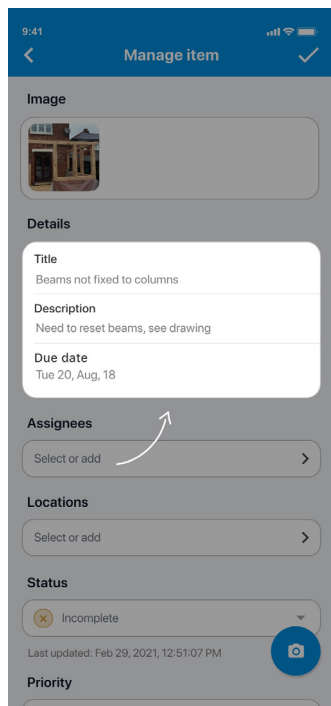 9:41
Manage item
Image
Details
Title
Beams not fixed to columns
Description
Need to reset beams, see drawing
Due date
Tue 20, Aug, 18
Assignees
Select or add
Locations
Select or add
Status
Incomplete
Last updated: Feb 29, 2021, 12:51:07 PM
Priority